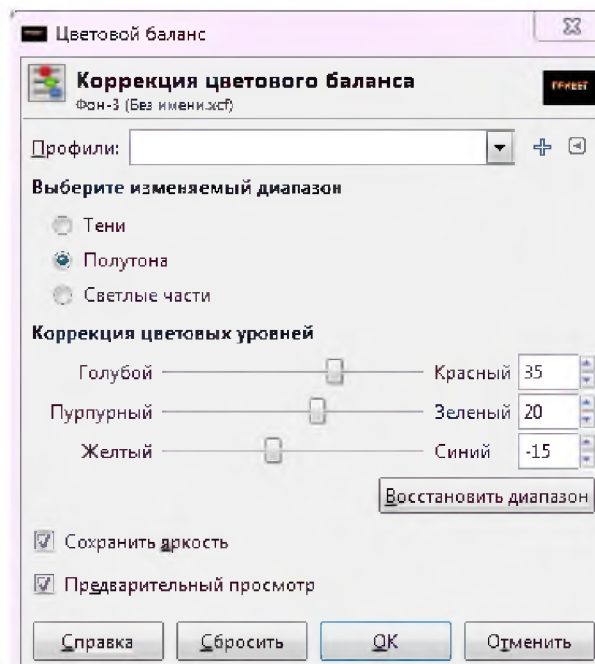 Цветовой баланс
Коррекция цветового баланса
Фон-3 (Без имени.xcf)
ПРИВЕТ
Профили:
Выберите изменяемый диапазон
Тени
Полутона
Светлые части
Коррекция цветовых уровней
Голубой Красный 35
Пурпурный Зеленый 20
Желтый Синий -15
Восстановить диапазон
Сохранить яркость
Предварительный просмотр
Справка Сбросить OK Отменить